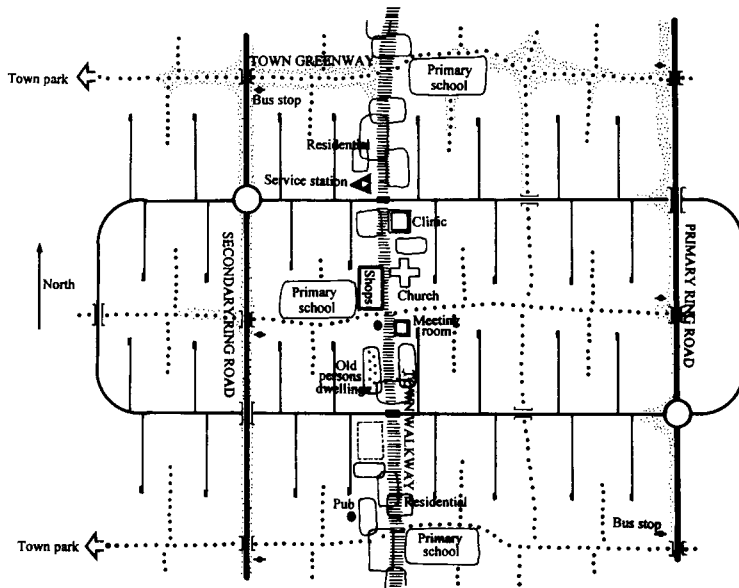 TOWN GREENWAY
Town park
Primary
school
Bus stop
Residential
Service station
Clinic
SECONDARY RING ROAD
PRIMARY RING ROAD
North
Shops
Primary
school
Church
Meeting
room
Old
persons
dwellings
TOWN WALKWAY
Pub
Residential
Bus stop
Town park
Primary
school